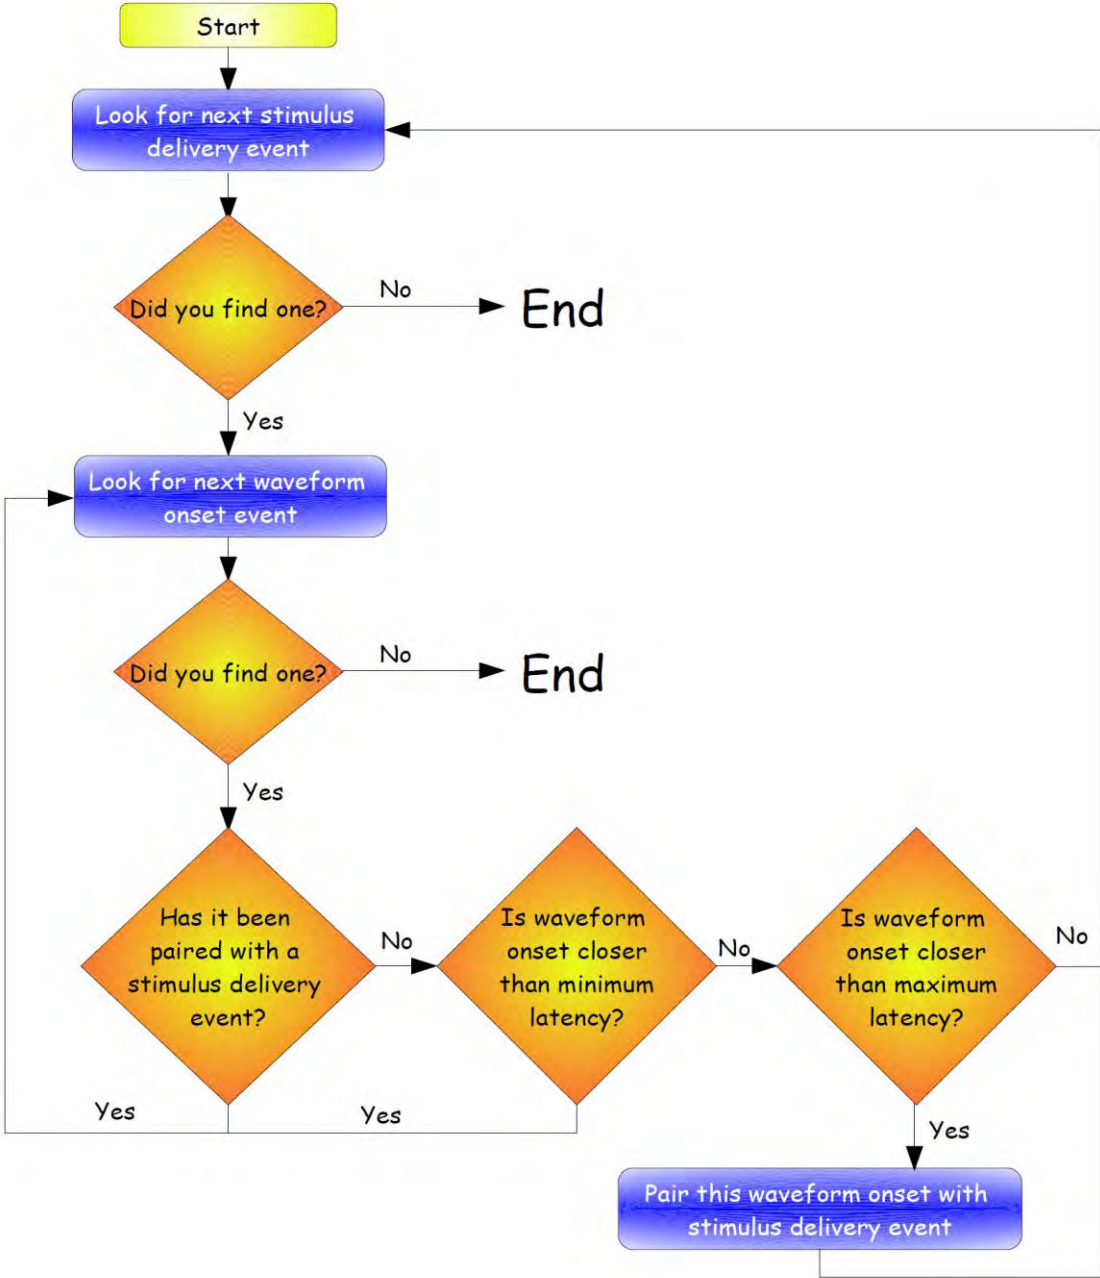 Start
Look for next stimulus
delivery event
Did you find one?
No
End
Yes
Look for next waveform
onset event
Did you find one?
No
End
Yes
Has it been
paired with a
stimulus delivery
event?
No
Is waveform
onset closer
than minimum
latency?
No
Is waveform
onset closer
than maximum
latency?
No
Yes
Yes
Yes
Pair this waveform onset with
stimulus delivery event